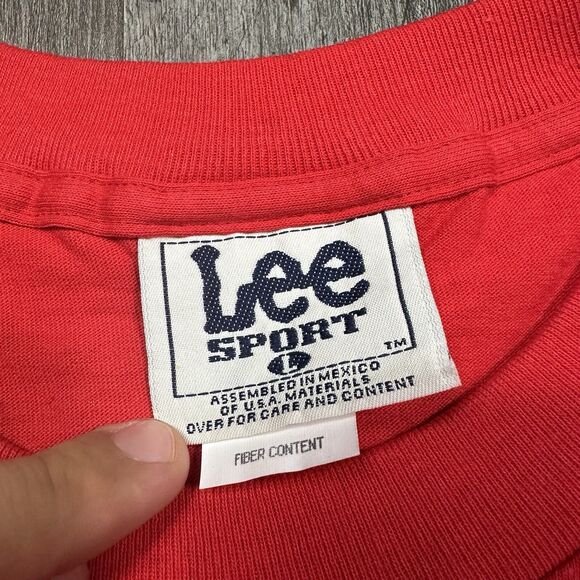 Lee
SPORT
L
TM
ASSEMBLED IN MEXICO
OF U.S.A. MATERIALS
OVER FOR CARE AND CONTENT
FIBER CONTENT